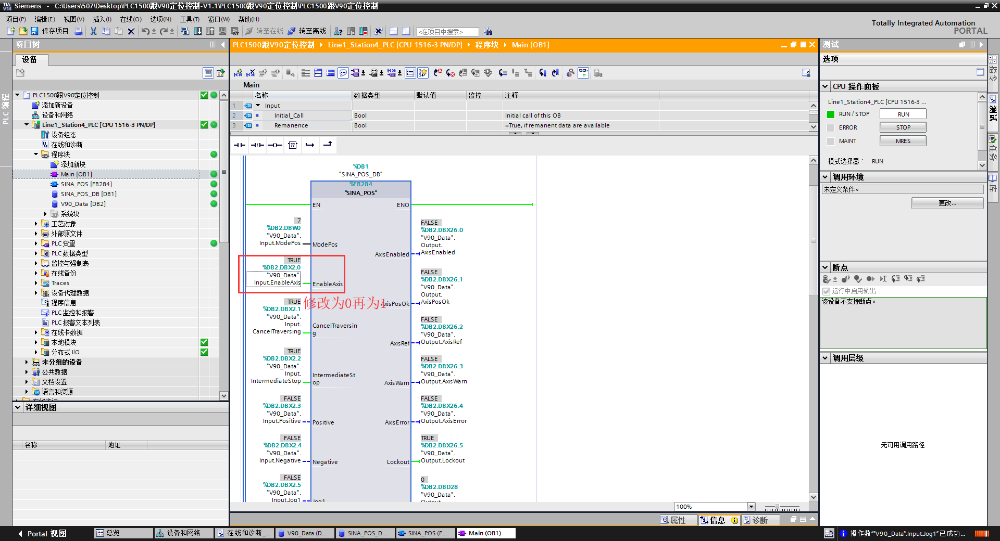 Siemens - C:\Users\507\Desktop\PLC1500跟V90定位控制-V1.1\PLC1500跟V90定位控制\PLC1500跟V90定位控制
项目(P) 编辑(E) 视图(V) 插入(I) 在线(O) 选项(N) 工具(T) 窗口(W) 帮助(H)
Totally Integrated Automation
PORTAL
保存项目
转至在线
转至离线
<在项目中搜索>
项目树
PLC1500跟V90定位控制 Line1_Station4_PLC [CPU 1516-3 PN/DP] 程序块 Main [OB1]
测试
设备
选项
PLC 编程
PLC1500跟V90定位控制
添加新设备
设备和网络
Line1_Station4_PLC [CPU 1516-3 PN/DP]
设备组态
在线和诊断
程序块
添加新块
Main [OB1]
SINA_POS [FB284]
SINA_POS_DB [DB1]
V90_Data [DB2]
系统块
工艺对象
外部源文件
PLC 变量
PLC 数据类型
监控与强制表
在线备份
Traces
设备代理数据
程序信息
PLC 监控和报警
PLC 报警文本列表
在线卡数据
本地模块
分布式 I/O
未分组的设备
公共数据
文档设置
语言和资源
详细视图
名称 地址
Main
名称 数据类型 默认值 监控 注释
1 Input
2 Initial_Call Bool Initial call of this OB
3 Remanence Bool =True, if remanent data are available
%DB1
"SINA_POS_DB"
%FB284
"SINA_POS"
EN ENO
7
%DB2.DBW0
"V90_Data".
Input.ModePos
ModePos
TRUE
%DB2.DBX2.0
"V90_Data".
Input.EnableAxis
EnableAxis
修改为0再为1
TRUE
%DB2.DBX2.1
"V90_Data".
Input.
CancelTraversing
CancelTraversin
g
TRUE
%DB2.DBX2.2
"V90_Data".
Input.
IntermediateStop
IntermediateSt
op
FALSE
%DB2.DBX2.3
"V90_Data".
Input.Positive
Positive
FALSE
%DB2.DBX2.4
"V90_Data".
Input.Negative
Negative
FALSE
%DB2.DBX2.5
"V90_Data".
Input.Jog1
Jog1
FALSE
%DB2.DBX26.0
"V90_Data".
Output.
AxisEnabled
AxisEnabled
FALSE
%DB2.DBX26.1
"V90_Data".
Output.
AxisPosOk
AxisPosOk
FALSE
%DB2.DBX26.2
"V90_Data".
Output.AxisRef
AxisRef
FALSE
%DB2.DBX26.3
"V90_Data".
Output.AxisWarn
AxisWarn
FALSE
%DB2.DBX26.4
"V90_Data".
Output.AxisError
AxisError
TRUE
%DB2.DBX26.5
"V90_Data".
Output.Lockout
Lockout
0
%DB2.DBD28
"V90_Data".
Output.
100%
属性 信息 诊断
CPU 操作面板
Line1_Station4_PLC [CPU 1516-3 ...
RUN / STOP RUN
ERROR STOP
MAINT MRES
模式选择器： RUN
调用环境
未定义条件。
更改...
断点
运行中启用输出
该设备不支持断点。
调用层级
无可用调用路径
指令
测试
任务
库
Portal 视图
总览
设备和网络
在线和诊断_...
V90_Data (D...
SINA_POS_D...
SINA_POS (F...
Main (OB1)
操作数“"V90_Data".Input.Jog1”已成功...